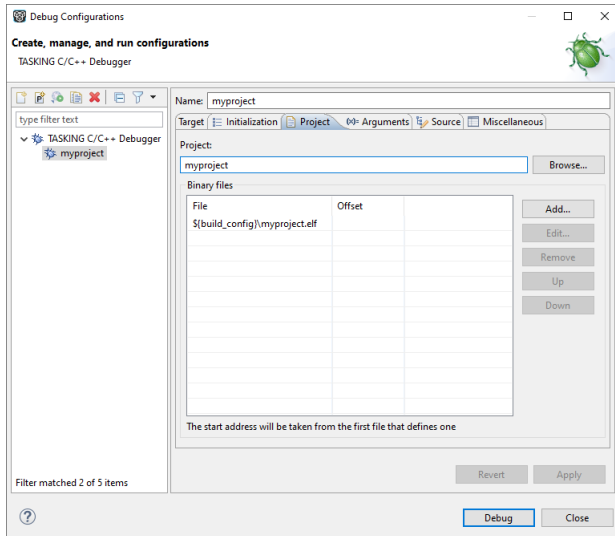 Debug Configurations
Create, manage, and run configurations
TASKING C/C++ Debugger
type filter text
TASKING C/C++ Debugger
myproject
Filter matched 2 of 5 items
Name: myproject
Target Initialization Project (x)= Arguments Source Miscellaneous
Project:
myproject Browse...
Binary files
File Offset
${build_config}\myproject.elf
Add...
Edit...
Remove
Up
Down
The start address will be taken from the first file that defines one
Revert Apply
? Debug Close